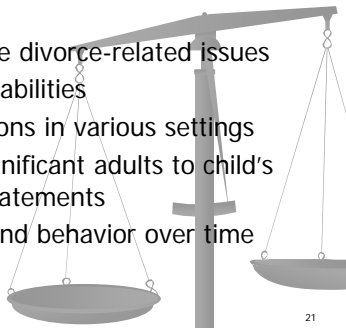 e divorce-related issues
abilities
ons in various settings
nificant adults to child's
atements
nd behavior over time
21